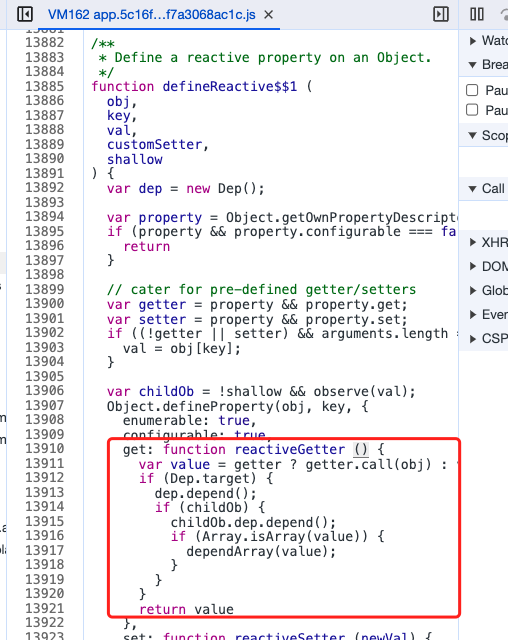 VM162 app.5c16f...f7a3068ac1c.js ×
13882 /**
13883  * Define a reactive property on an Object.
13884  */
13885 function defineReactive$$1 (
13886   obj,
13887   key,
13888   val,
13889   customSetter,
13890   shallow
13891 ) {
13892   var dep = new Dep();
13893
13894   var property = Object.getOwnPropertyDescript
13895   if (property && property.configurable === fa
13896     return
13897   }
13898
13899   // cater for pre-defined getter/setters
13900   var getter = property && property.get;
13901   var setter = property && property.set;
13902   if ((!getter || setter) && arguments.length
13903     val = obj[key];
13904   }
13905
13906   var childOb = !shallow && observe(val);
13907   Object.defineProperty(obj, key, {
13908     enumerable: true,
13909     configurable: true,
13910     get: function reactiveGetter () {
13911       var value = getter ? getter.call(obj) :
13912       if (Dep.target) {
13913         dep.depend();
13914         if (childOb) {
13915           childOb.dep.depend();
13916           if (Array.isArray(value)) {
13917             dependArray(value);
13918           }
13919         }
13920       }
13921       return value
13922     },
13923     set: function reactiveSetter (newVal) {
Watc
Brea
Pau
Pau
Scop
Call
XHR
DOM
Glob
Ever
CSP